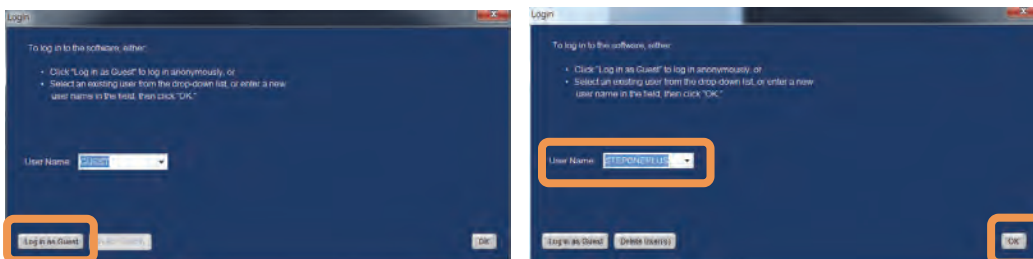 Login
To log in to the software, either:
• Click "Log in as Guest" to log in anonymously, or
• Select an existing user from the drop-down list, or enter a new
user name in the field, then click "OK."
User Name: GUEST
Log in as Guest
OK
Login
To log in to the software, either:
• Click "Log in as Guest" to log in anonymously, or
• Select an existing user from the drop-down list, or enter a new
user name in the field, then click "OK."
User Name: STEPONEPLUS
Log in as Guest Delete User(s)
OK